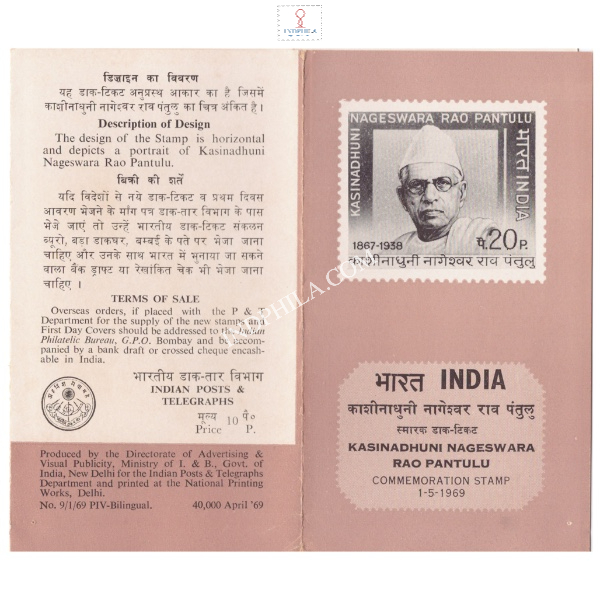 INDIPHILA
डिज़ाइन का विवरण
यह डाक-टिकट अनुप्रस्थ आकार का है जिसमें
काशीनाधुनी नागेश्वर राव पंतुलु का चित्र अंकित है।
Description of Design
The design of the Stamp is horizontal
and depicts a portrait of Kasinadhuni
Nageswara Rao Pantulu.
बिक्री की शर्तें
यदि विदेशों से नये डाक-टिकट व प्रथम दिवस
आवरण भेजने के मांग पत्र डाक-तार विभाग के पास
भेजे जाएं तो उन्हें भारतीय डाक-टिकट संकलन
ब्यूरो, बड़ा डाकघर, बम्बई के पते पर भेजा जाना
चाहिए और उनके साथ भारत में भुनाया जा सकने
वाला बैंक ड्राफ्ट या रेखांकित चेक भी भेजा जाना
चाहिए।
TERMS OF SALE
Overseas orders, if placed with the P & T
Department for the supply of the new stamps and
First Day Covers should be addressed to the Indian
Philatelic Bureau, G.P.O. Bombay and be accom-
panied by a bank draft or crossed cheque encash-
able in India.
भारतीय डाक-तार विभाग
INDIAN POSTS &
TELEGRAPHS
मूल्य 10 पै०
Price P.
Produced by the Directorate of Advertising &
Visual Publicity, Ministry of I. & B., Govt. of
India, New Delhi for the Indian Posts & Telegraphs
Department and printed at the National Printing
Works, Delhi.
No. 9/1/69 PIV-Bilingual. 40,000 April '69
KASINADHUNI
NAGESWARA RAO PANTULU
भारत INDIA
1867-1938
पै.20 P.
काशीनाधुनी नागेश्वर राव पंतुलु
भारत INDIA
काशीनाधुनी नागेश्वर राव पंतुलु
स्मारक डाक-टिकट
KASINADHUNI NAGESWARA
RAO PANTULU
COMMEMORATION STAMP
1-5-1969
INDIPHILA.COM